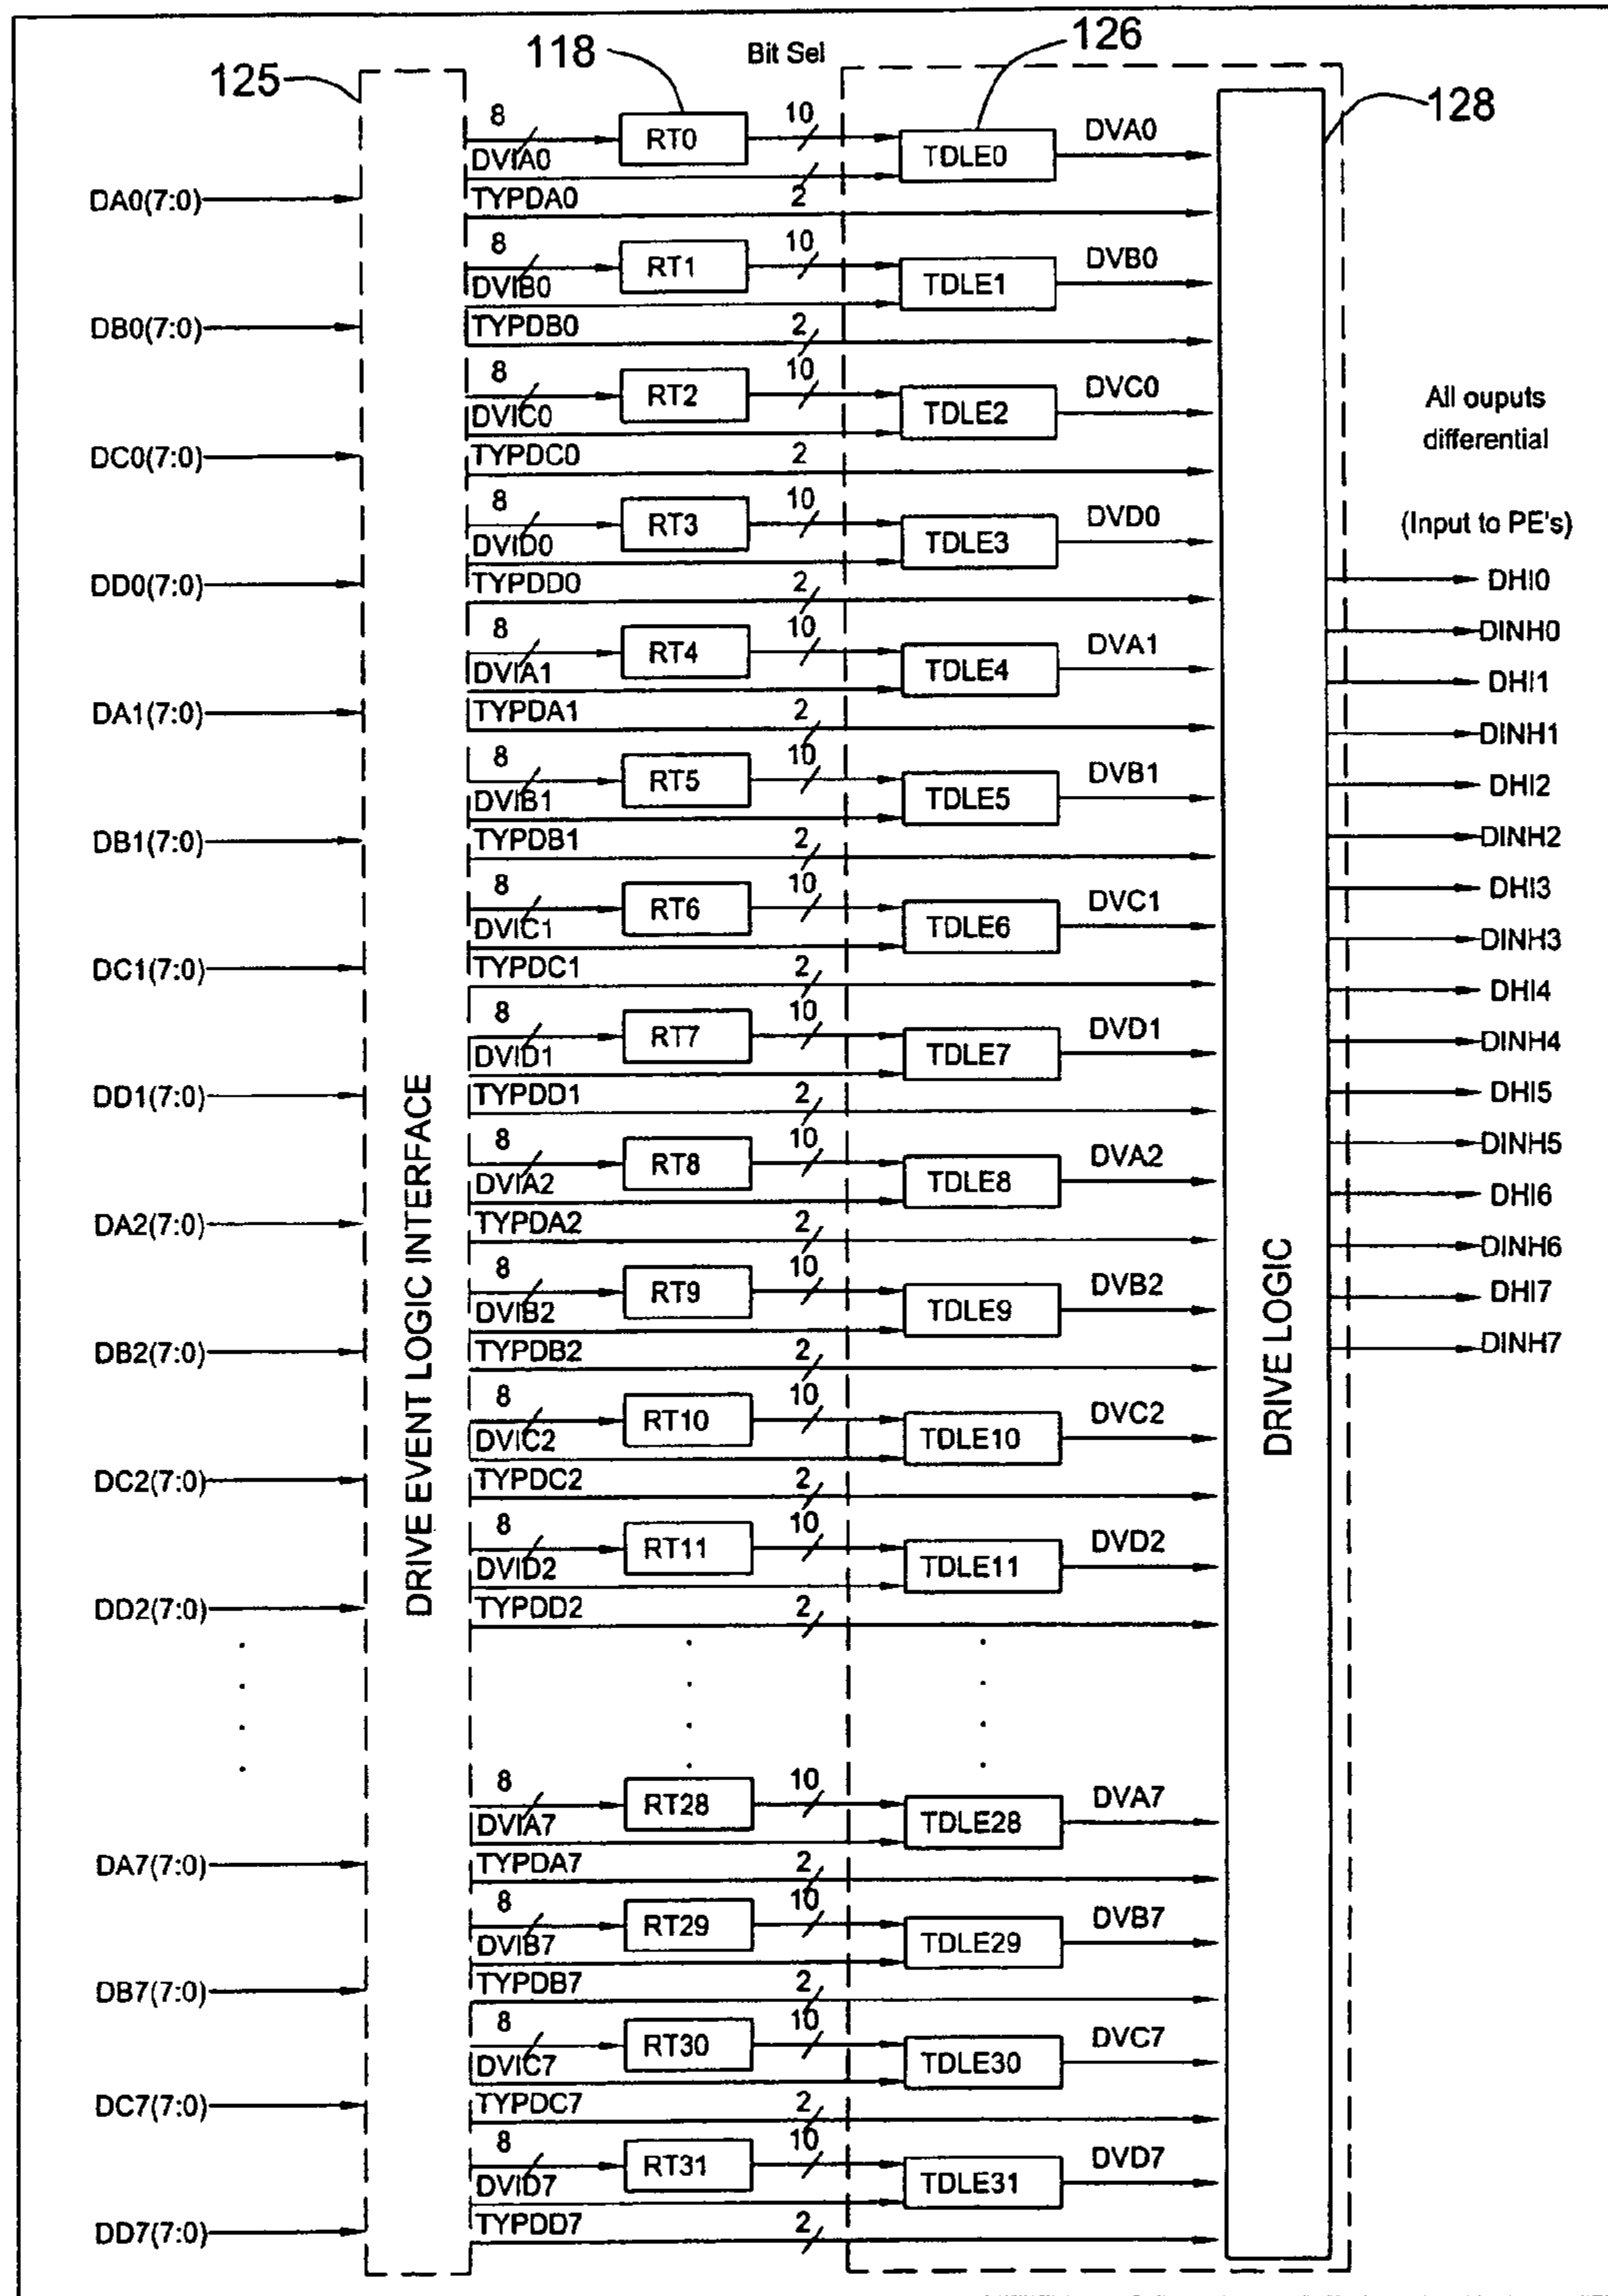 125
118
Bit Sel
126
128
8
RT0
10
TDLE0
DVA0
DVIA0
DA0(7:0)
TYPDA0
2
8
RT1
10
TDLE1
DVB0
DVIB0
DB0(7:0)
TYPDB0
2
8
RT2
10
TDLE2
DVC0
DVIC0
DC0(7:0)
TYPDC0
2
8
RT3
10
TDLE3
DVD0
DVID0
DD0(7:0)
TYPDD0
2
8
RT4
10
TDLE4
DVA1
DVIA1
DA1(7:0)
TYPDA1
2
8
RT5
10
TDLE5
DVB1
DVIB1
DB1(7:0)
TYPDB1
2
8
RT6
10
TDLE6
DVC1
DVIC1
DC1(7:0)
TYPDC1
2
8
RT7
10
TDLE7
DVD1
DVID1
DD1(7:0)
TYPDD1
2
8
RT8
10
TDLE8
DVA2
DVIA2
DA2(7:0)
TYPDA2
2
8
RT9
10
TDLE9
DVB2
DVIB2
DB2(7:0)
TYPDB2
2
8
RT10
10
TDLE10
DVC2
DVIC2
DC2(7:0)
TYPDC2
2
8
RT11
10
TDLE11
DVD2
DVID2
DD2(7:0)
TYPDD2
2
8
RT28
10
TDLE28
DVA7
DVIA7
DA7(7:0)
TYPDA7
2
8
RT29
10
TDLE29
DVB7
DVIB7
DB7(7:0)
TYPDB7
2
8
RT30
10
TDLE30
DVC7
DVIC7
DC7(7:0)
TYPDC7
2
8
RT31
10
TDLE31
DVD7
DVID7
DD7(7:0)
TYPDD7
2
DRIVE EVENT LOGIC INTERFACE
DRIVE LOGIC
All ouputs
differential
(Input to PE's)
DHI0
DINH0
DHI1
DINH1
DHI2
DINH2
DHI3
DINH3
DHI4
DINH4
DHI5
DINH5
DHI6
DINH6
DHI7
DINH7